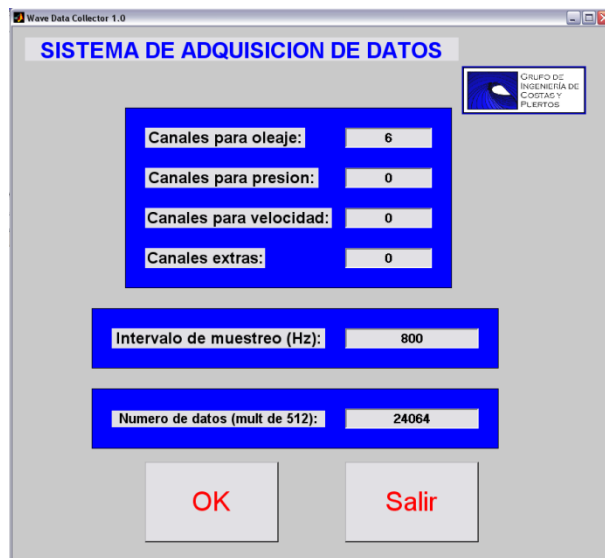 Wave Data Collector 1.0
SISTEMA DE ADQUISICION DE DATOS
GRUPO DE
INGENIERÍA DE
COSTAS Y
PUERTOS
Canales para oleaje: 6
Canales para presion: 0
Canales para velocidad: 0
Canales extras: 0
Intervalo de muestreo (Hz): 800
Numero de datos (mult de 512): 24064
OK Salir